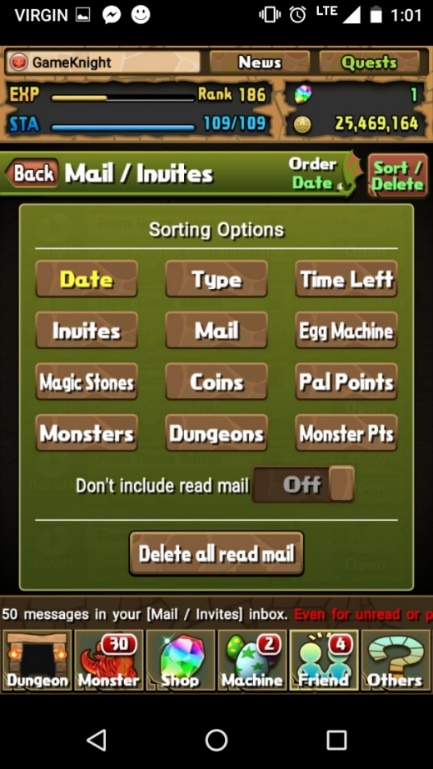 VIRGIN LTE 1:01
GameKnight News Quests
EXP Rank 186 1
STA 109/109 25,469,164
Back Mail / Invites Order Date Sort / Delete
Sorting Options
Date Type Time Left
Invites Mail Egg Machine
Magic Stones Coins Pal Points
Monsters Dungeons Monster Pts
Don't include read mail Off
Delete all read mail
50 messages in your [Mail / Invites] inbox. Even for unread or p
30 2 4
Dungeon Monster Shop Machine Friend Others